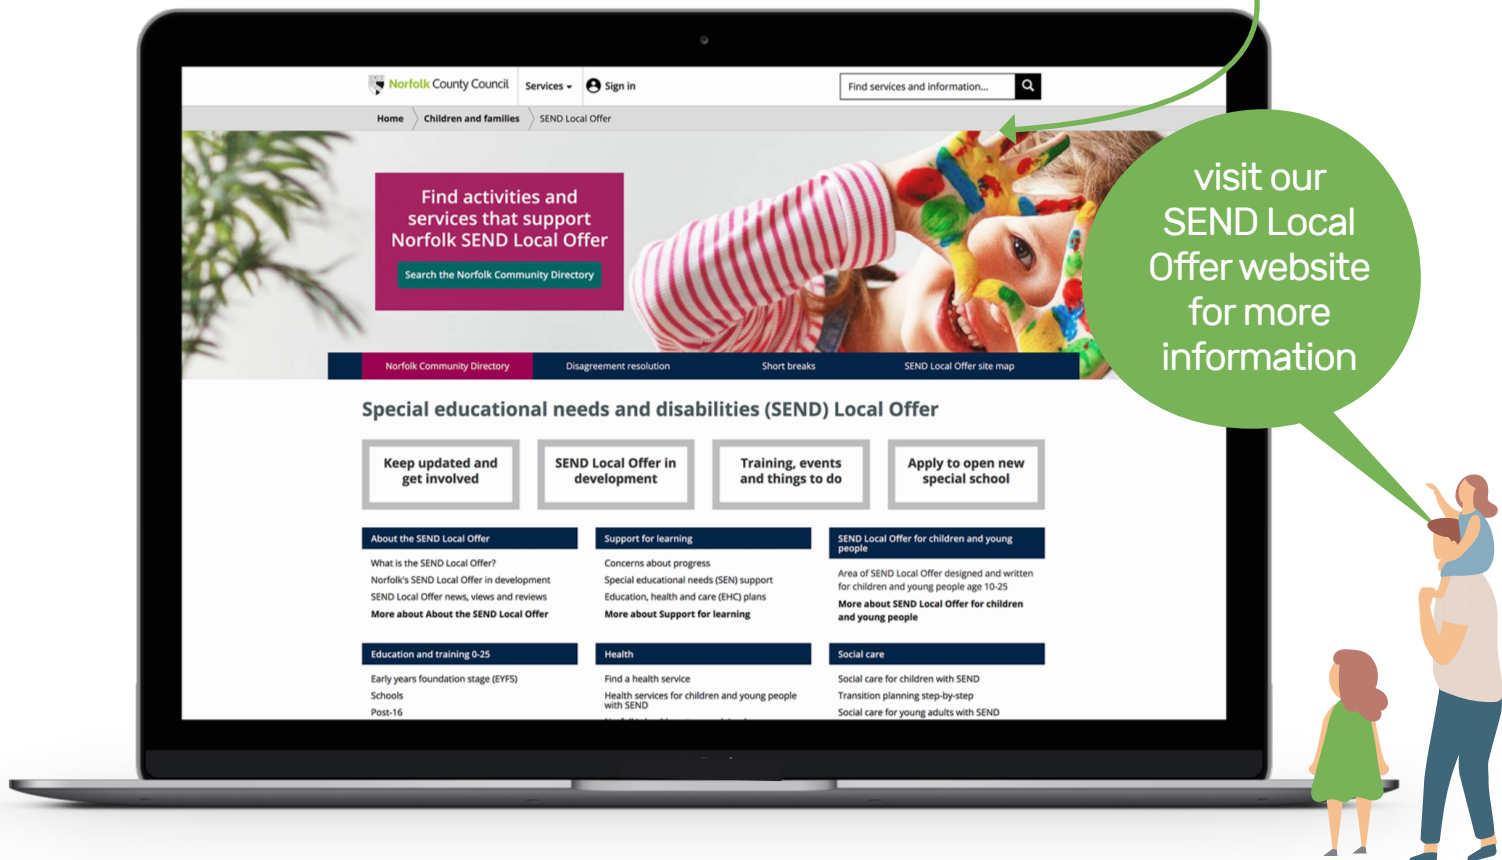 Norfolk County Council
Services
Sign in
Find services and information...
Home
Children and families
SEND Local Offer
Find activities and
services that support
Norfolk SEND Local Offer
Search the Norfolk Community Directory
visit our
SEND Local
Offer website
for more
information
Norfolk Community Directory
Disagreement resolution
Short breaks
SEND Local Offer site map
Special educational needs and disabilities (SEND) Local Offer
Keep updated and
get involved
SEND Local Offer in
development
Training, events
and things to do
Apply to open new
special school
About the SEND Local Offer
What is the SEND Local Offer?
Norfolk's SEND Local Offer in development
SEND Local Offer news, views and reviews
More about About the SEND Local Offer
Support for learning
Concerns about progress
Special educational needs (SEN) support
Education, health and care (EHC) plans
More about Support for learning
SEND Local Offer for children and young
people
Area of SEND Local Offer designed and written
for children and young people age 10-25
More about SEND Local Offer for children
and young people
Education and training 0-25
Early years foundation stage (EYFS)
Schools
Post-16
Health
Find a health service
Health services for children and young people
with SEND
Social care
Social care for children with SEND
Transition planning step-by-step
Social care for young adults with SEND